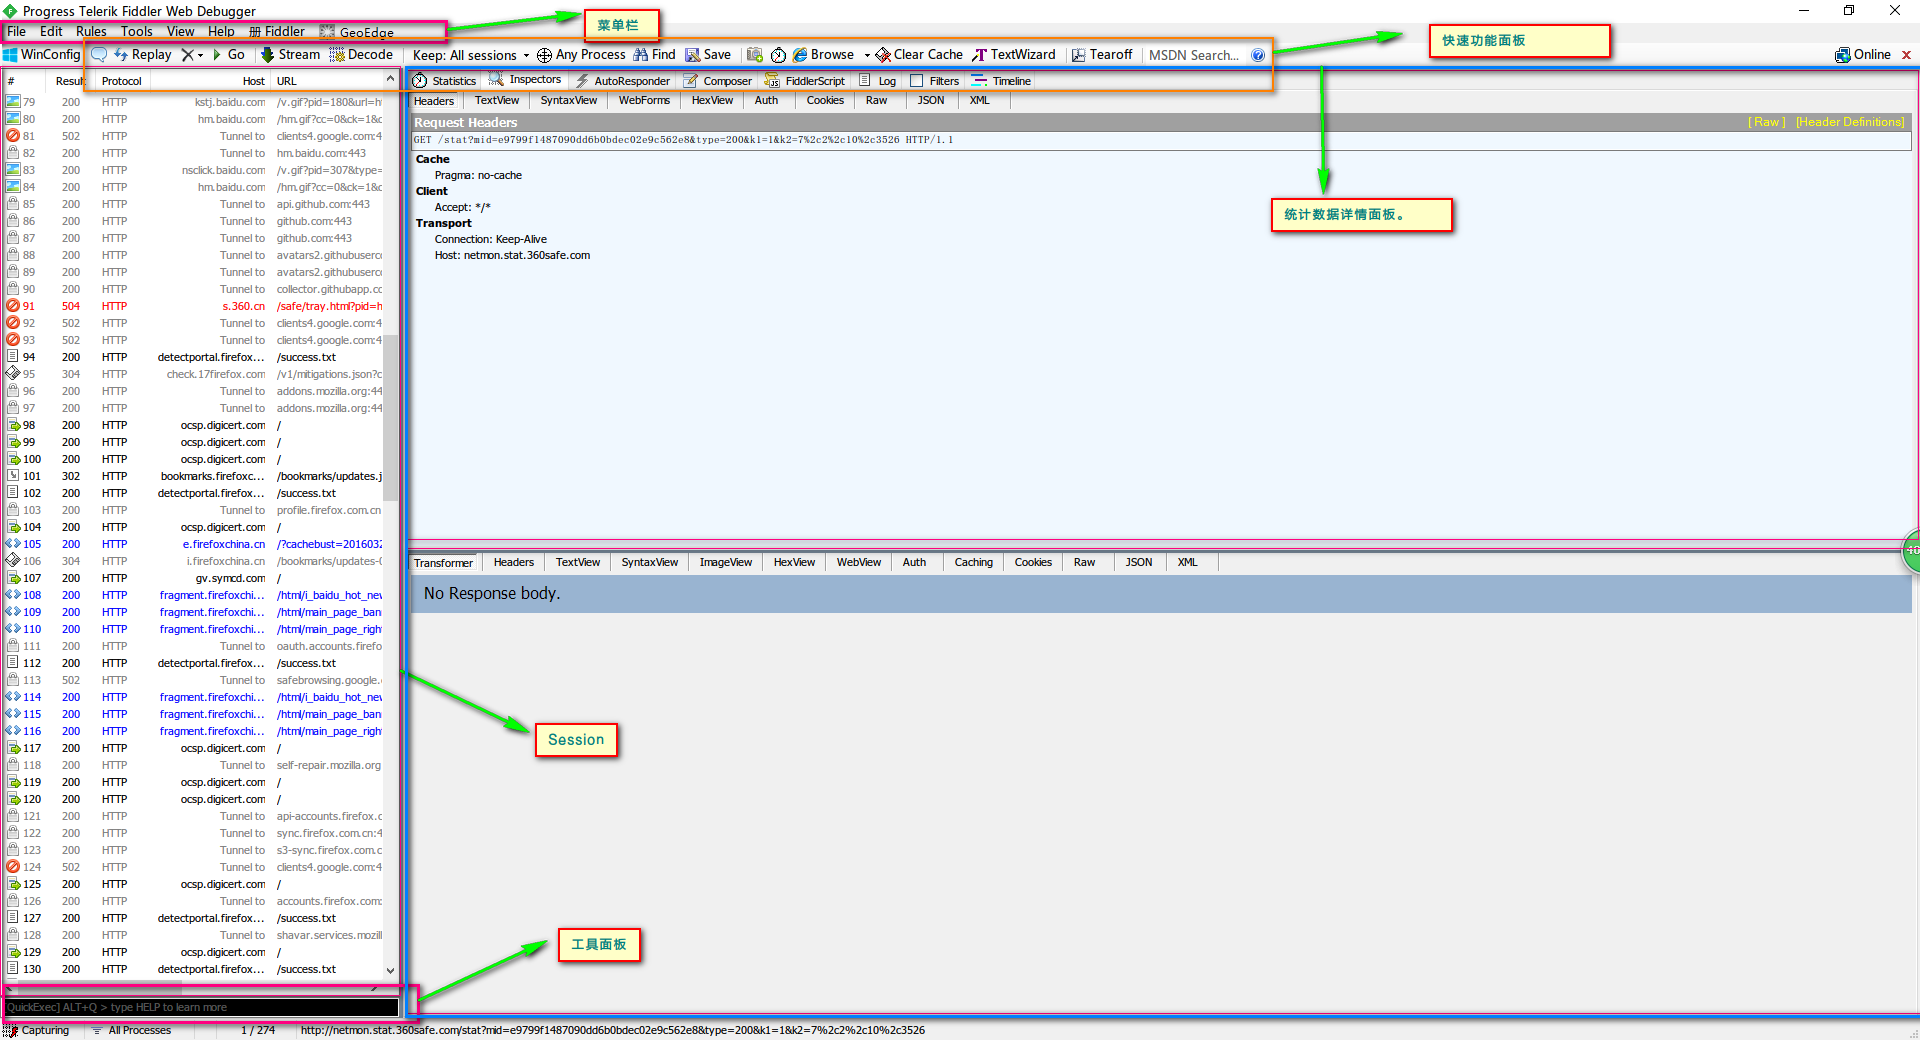 Progress Telerik Fiddler Web Debugger
File Edit Rules Tools View Help Fiddler GeoEdge
菜单栏
快速功能面板
WinConfig Replay Go Stream Decode Keep: All sessions Any Process Find Save Browse Clear Cache TextWizard Tearoff MSDN Search... Online
# Result Protocol Host URL
Statistics Inspectors AutoResponder Composer FiddlerScript Log Filters Timeline
Headers TextView SyntaxView WebForms HexView Auth Cookies Raw JSON XML
Request Headers [ Raw ] [Header Definitions]
GET /stat?mid=e9799f1487090dd6b0bdec02e9c562e8&type=200&k1=1&k2=7%2c2%2c10%2c3526 HTTP/1.1
Cache
Pragma: no-cache
Client
Accept: */*
Transport
Connection: Keep-Alive
Host: netmon.stat.360safe.com
统计数据详情面板。
79 200 HTTP kstj.baidu.com /v.gif?pid=180&url=h
80 200 HTTP hm.baidu.com /hm.gif?cc=0&ck=1&c
81 502 HTTP Tunnel to clients4.google.com:4
82 200 HTTP Tunnel to hm.baidu.com:443
83 200 HTTP nsclick.baidu.com /v.gif?pid=307&type=
84 200 HTTP hm.baidu.com /hm.gif?cc=0&ck=1&c
85 200 HTTP Tunnel to api.github.com:443
86 200 HTTP Tunnel to github.com:443
87 200 HTTP Tunnel to github.com:443
88 200 HTTP Tunnel to avatars2.githubuserc
89 200 HTTP Tunnel to avatars2.githubuserc
90 200 HTTP Tunnel to collector.githubapp.c
91 504 HTTP s.360.cn /safe/tray.html?pid=h
92 502 HTTP Tunnel to clients4.google.com:4
93 502 HTTP Tunnel to clients4.google.com:4
94 200 HTTP detectportal.firefox... /success.txt
95 304 HTTP check.17firefox.com /v1/mitigations.json?c
96 200 HTTP Tunnel to addons.mozilla.org:44
97 200 HTTP Tunnel to addons.mozilla.org:44
98 200 HTTP ocsp.digicert.com /
99 200 HTTP ocsp.digicert.com /
100 200 HTTP ocsp.digicert.com /
101 302 HTTP bookmarks.firefoxc... /bookmarks/updates.j
102 200 HTTP detectportal.firefox... /success.txt
103 200 HTTP Tunnel to profile.firefox.com.cn
104 200 HTTP ocsp.digicert.com /
105 200 HTTP e.firefoxchina.cn /?cachebust=2016032
106 304 HTTP i.firefoxchina.cn /bookmarks/updates-0
107 200 HTTP gv.symcd.com /
108 200 HTTP fragment.firefoxchi... /html/i_baidu_hot_new
109 200 HTTP fragment.firefoxchi... /html/main_page_ban
110 200 HTTP fragment.firefoxchi... /html/main_page_right
111 200 HTTP Tunnel to oauth.accounts.firefo
112 200 HTTP detectportal.firefox... /success.txt
113 502 HTTP Tunnel to safebrowsing.google.
114 200 HTTP fragment.firefoxchi... /html/i_baidu_hot_new
115 200 HTTP fragment.firefoxchi... /html/main_page_ban
116 200 HTTP fragment.firefoxchi... /html/main_page_right
117 200 HTTP ocsp.digicert.com /
118 200 HTTP Tunnel to self-repair.mozilla.org
119 200 HTTP ocsp.digicert.com /
120 200 HTTP ocsp.digicert.com /
121 200 HTTP Tunnel to api-accounts.firefox.c
122 200 HTTP Tunnel to sync.firefox.com.cn:4
123 200 HTTP Tunnel to s3-sync.firefox.com.c
124 502 HTTP Tunnel to clients4.google.com:4
125 200 HTTP ocsp.digicert.com /
126 200 HTTP Tunnel to accounts.firefox.com:
127 200 HTTP detectportal.firefox... /success.txt
128 200 HTTP Tunnel to shavar.services.mozill
129 200 HTTP ocsp.digicert.com /
130 200 HTTP detectportal.firefox... /success.txt
Transformer Headers TextView SyntaxView ImageView HexView WebView Auth Caching Cookies Raw JSON XML
No Response body.
Session
工具面板
QuickExec] ALT+Q > type HELP to learn more
Capturing All Processes 1 / 274 http://netmon.stat.360safe.com/stat?mid=e9799f1487090dd6b0bdec02e9c562e8&type=200&k1=1&k2=7%2c2%2c10%2c3526